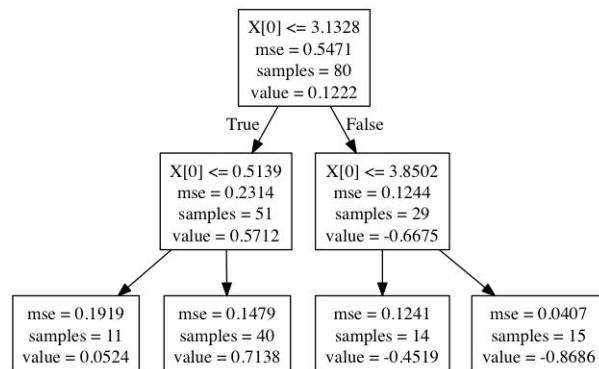 X[0] <= 3.1328
mse = 0.5471
samples = 80
value = 0.1222
True
False
X[0] <= 0.5139
mse = 0.2314
samples = 51
value = 0.5712
X[0] <= 3.8502
mse = 0.1244
samples = 29
value = -0.6675
mse = 0.1919
samples = 11
value = 0.0524
mse = 0.1479
samples = 40
value = 0.7138
mse = 0.1241
samples = 14
value = -0.4519
mse = 0.0407
samples = 15
value = -0.8686